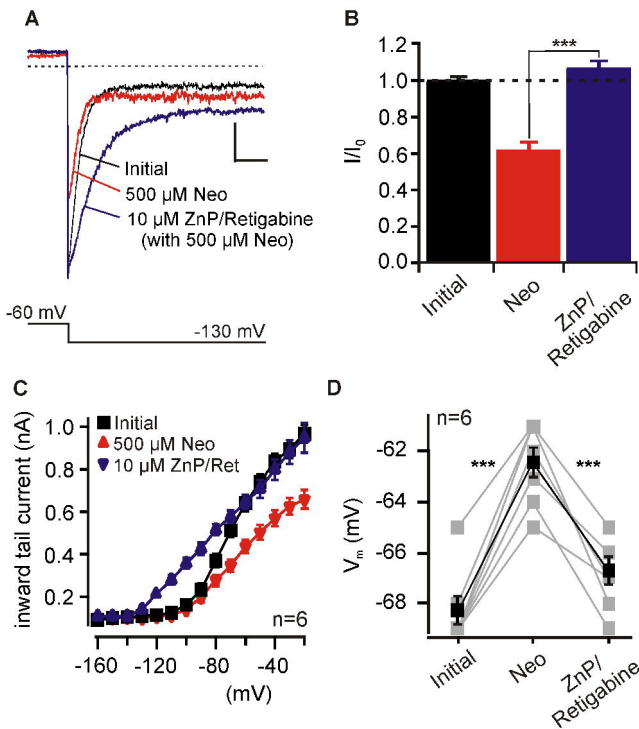 A
Initial
500 µM Neo
10 µM ZnP/Retigabine
(with 500 µM Neo)
-60 mV
-130 mV
B
***
I/I0
1.2
1.0
0.8
0.6
0.4
0.2
0.0
Initial
Neo
ZnP/
Retigabine
C
Initial
500 µM Neo
10 µM ZnP/Ret
inward tail current (nA)
1.0
0.8
0.6
0.4
0.2
n=6
-160
-120
-80
-40
(mV)
D
n=6
***
***
Vm (mV)
-62
-64
-66
-68
Initial
Neo
ZnP/
Retigabine